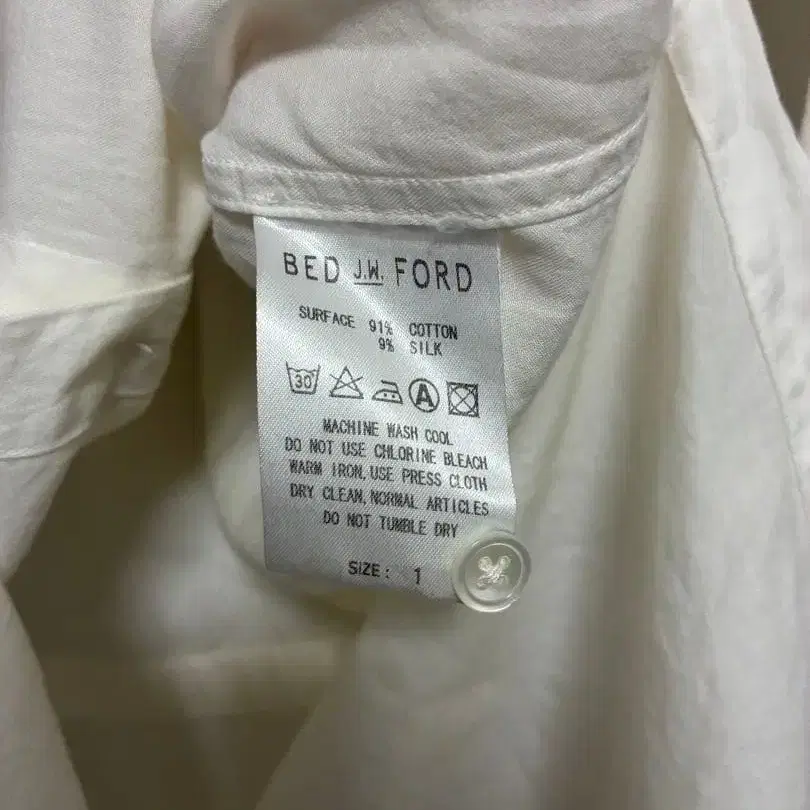 BED J.W. FORD
SURFACE 91% COTTON
9% SILK
30 A
MACHINE WASH COOL
DO NOT USE CHLORINE BLEACH
WARM IRON, USE PRESS CLOTH
DRY CLEAN, NORMAL ARTICLES
DO NOT TUMBLE DRY
SIZE: 1